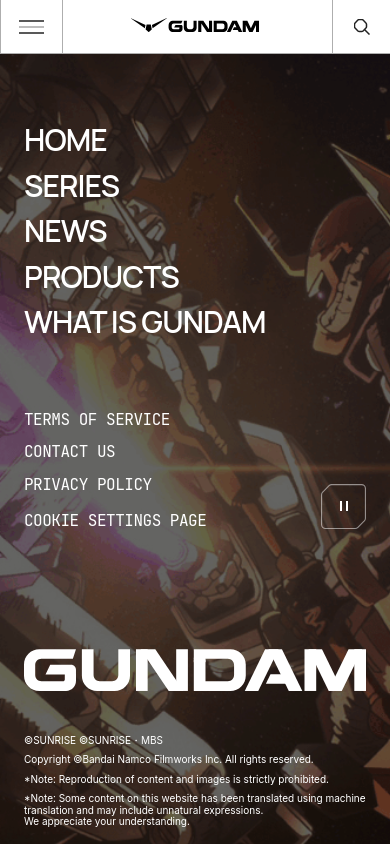 GUNDAM
HOME
SERIES
NEWS
PRODUCTS
WHAT IS GUNDAM
TERMS OF SERVICE
CONTACT US
PRIVACY POLICY
COOKIE SETTINGS PAGE
GUNDAM
©SUNRISE ©SUNRISE・MBS
Copyright ©Bandai Namco Filmworks Inc. All rights reserved.
*Note: Reproduction of content and images is strictly prohibited.
*Note: Some content on this website has been translated using machine
translation and may include unnatural expressions.
We appreciate your understanding.